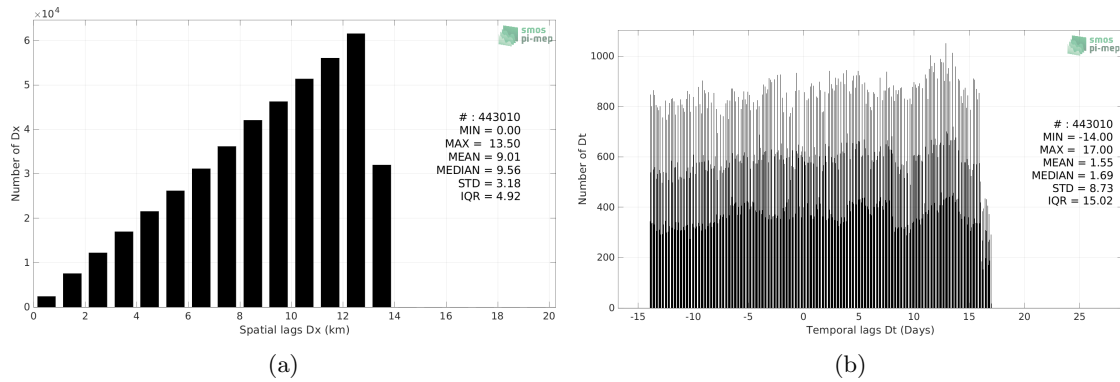 ×10⁴
6
5
4
3
2
1
0
Number of Dx
0 2 4 6 8 10 12 14 16 18 20
Spatial lags Dx (km)
smos
pi-mep
# : 443010
MIN = 0.00
MAX = 13.50
MEAN = 9.01
MEDIAN = 9.56
STD = 3.18
IQR = 4.92
(a)
1000
800
600
400
200
0
Number of Dt
-15 -10 -5 0 5 10 15 20 25
Temporal lags Dt (Days)
smos
pi-mep
# : 443010
MIN = -14.00
MAX = 17.00
MEAN = 1.55
MEDIAN = 1.69
STD = 8.73
IQR = 15.02
(b)